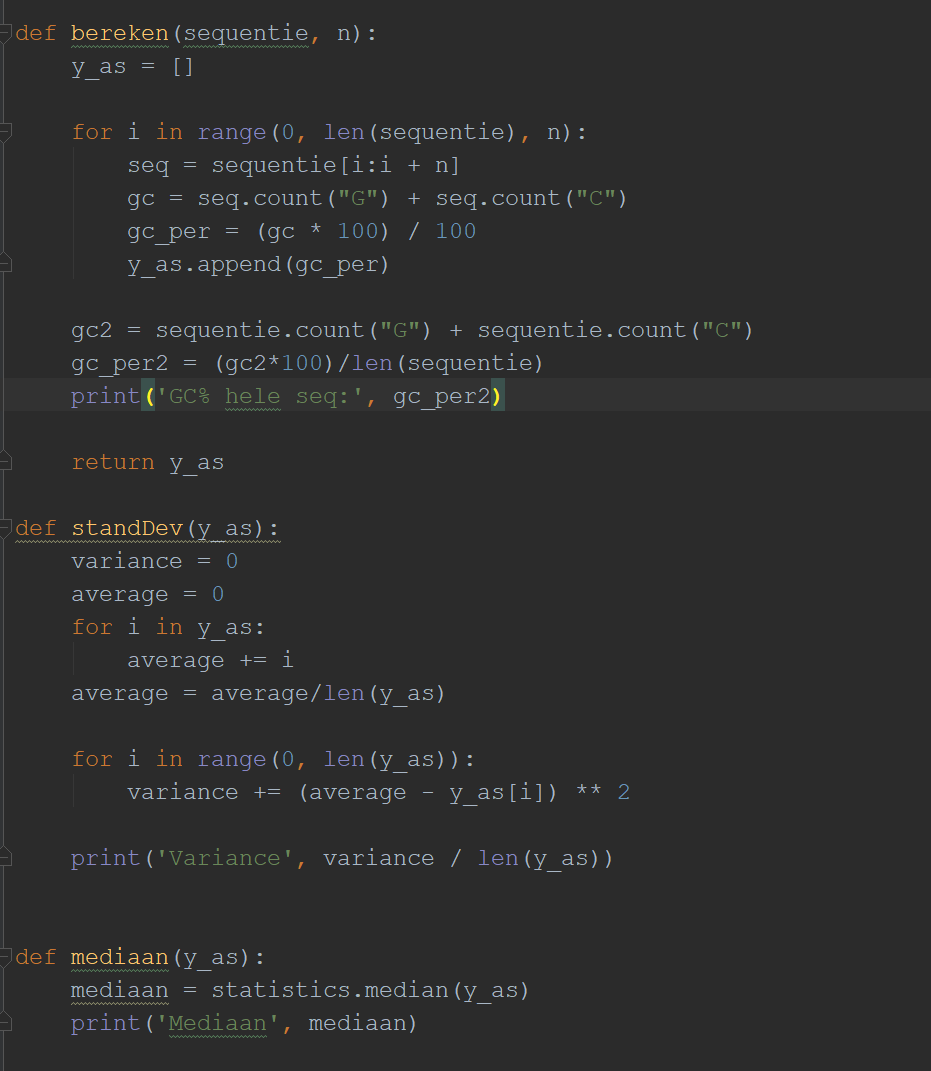 def bereken(sequentie, n):
    y_as = []
    for i in range(0, len(sequentie), n):
        seq = sequentie[i:i + n]
        gc = seq.count("G") + seq.count("C")
        gc_per = (gc * 100) / 100
        y_as.append(gc_per)
    gc2 = sequentie.count("G") + sequentie.count("C")
    gc_per2 = (gc2*100)/len(sequentie)
    print('GC% hele seq:', gc_per2)
    return y_as
def standDev(y_as):
    variance = 0
    average = 0
    for i in y_as:
        average += i
    average = average/len(y_as)
    for i in range(0, len(y_as)):
        variance += (average - y_as[i]) ** 2
    print('Variance', variance / len(y_as))
def mediaan(y_as):
    mediaan = statistics.median(y_as)
    print('Mediaan', mediaan)